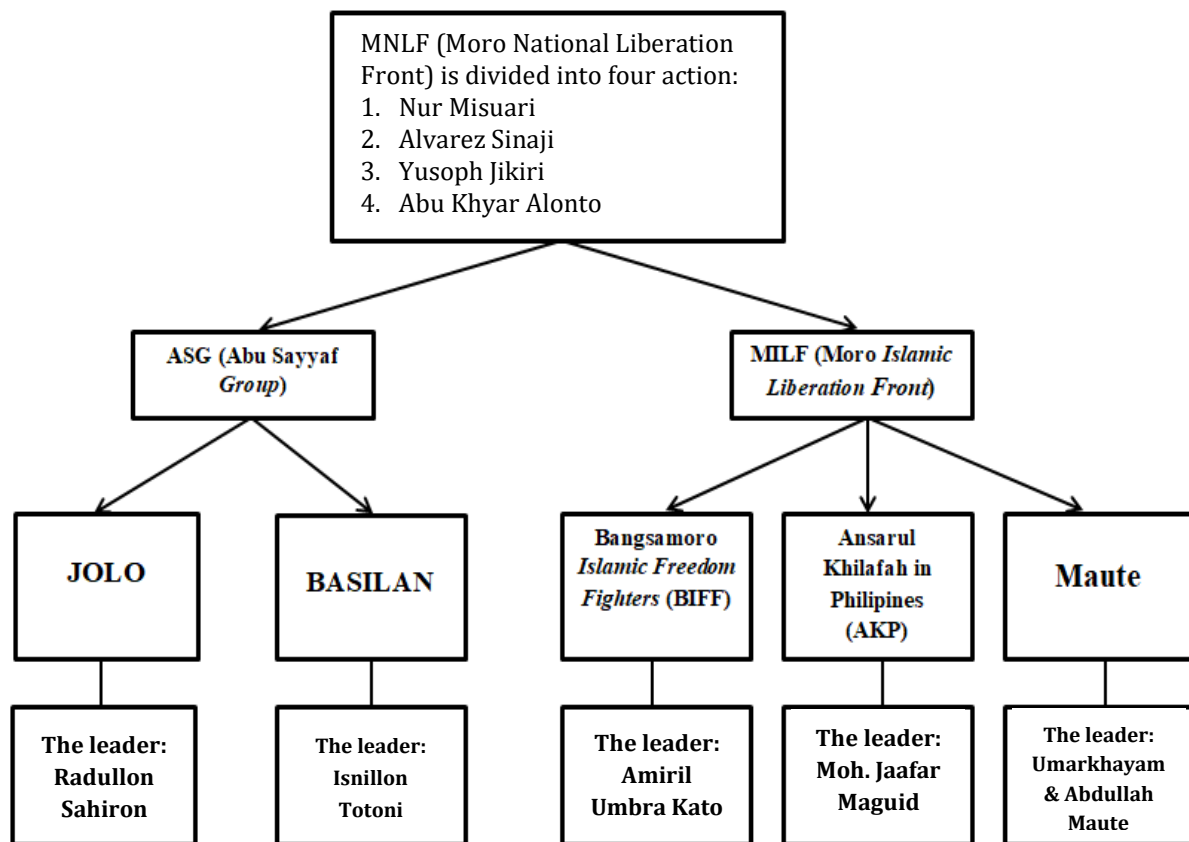 MNLF (Moro National Liberation
Front) is divided into four action:
1. Nur Misuari
2. Alvarez Sinaji
3. Yusoph Jikiri
4. Abu Khyar Alonto
ASG (Abu Sayyaf
Group)
MILF (Moro Islamic
Liberation Front)
JOLO
BASILAN
Bangsamoro
Islamic Freedom
Fighters (BIFF)
Ansarul
Khilafah in
Philipines
(AKP)
Maute
The leader:
Radullon
Sahiron
The leader:
Isnillon
Totoni
The leader:
Amiril
Umbra Kato
The leader:
Moh. Jaafar
Maguid
The leader:
Umarkhayam
& Abdullah
Maute